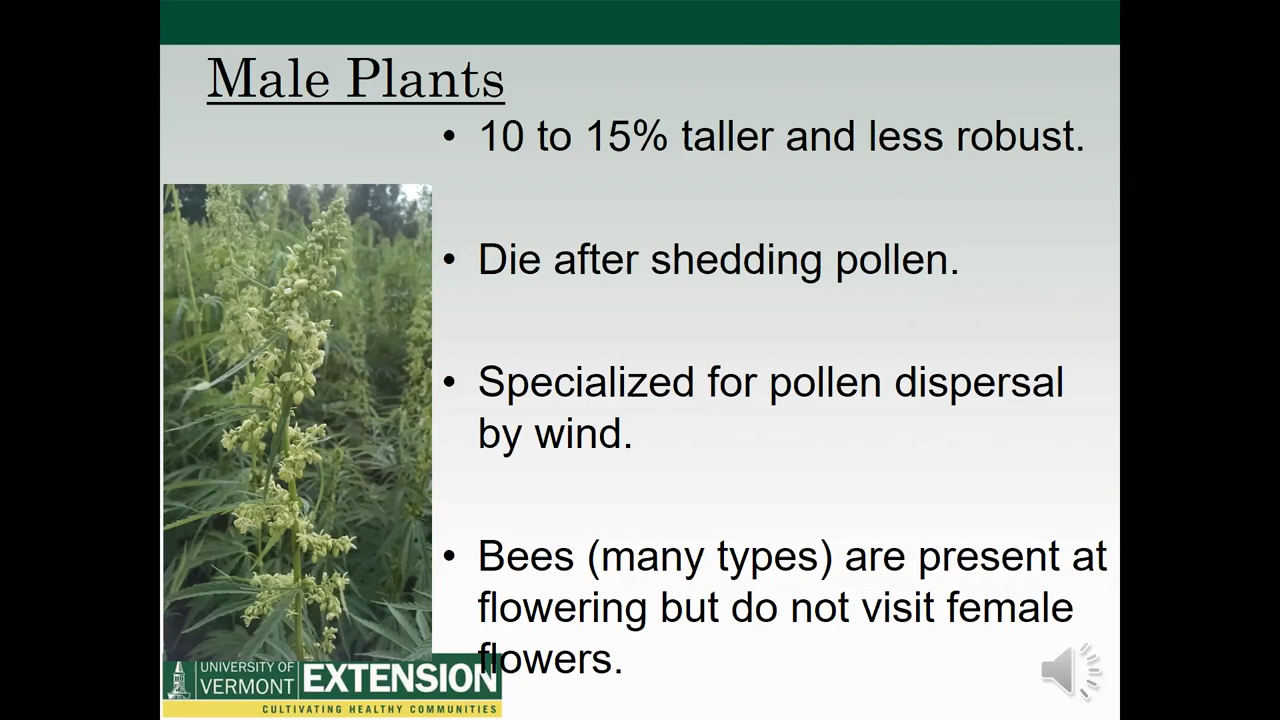 Male Plants
• 10 to 15% taller and less robust.
• Die after shedding pollen.
• Specialized for pollen dispersal
by wind.
• Bees (many types) are present at
flowering but do not visit female
flowers.
UNIVERSITY OF
VERMONT
EXTENSION
CULTIVATING HEALTHY COMMUNITIES